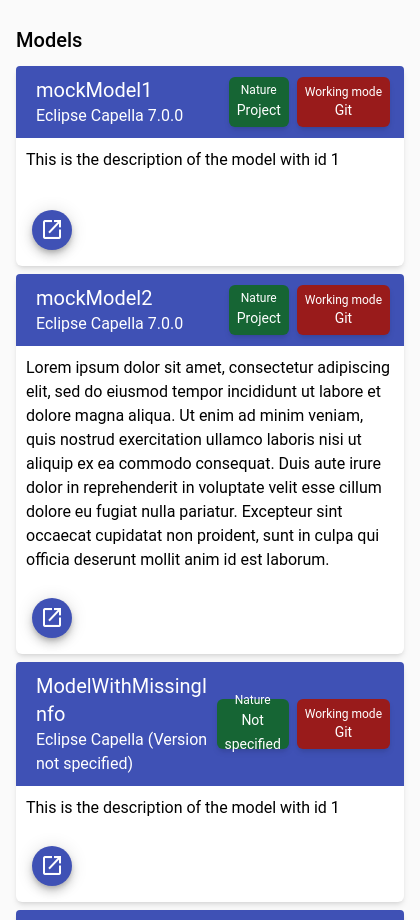 Models
mockModel1
Eclipse Capella 7.0.0
Nature
Project
Working mode
Git
This is the description of the model with id 1
mockModel2
Eclipse Capella 7.0.0
Nature
Project
Working mode
Git
Lorem ipsum dolor sit amet, consectetur adipiscing
elit, sed do eiusmod tempor incididunt ut labore et
dolore magna aliqua. Ut enim ad minim veniam,
quis nostrud exercitation ullamco laboris nisi ut
aliquip ex ea commodo consequat. Duis aute irure
dolor in reprehenderit in voluptate velit esse cillum
dolore eu fugiat nulla pariatur. Excepteur sint
occaecat cupidatat non proident, sunt in culpa qui
officia deserunt mollit anim id est laborum.
ModelWithMissingI
nfo
Eclipse Capella (Version
not specified)
Nature
Not
specified
Working mode
Git
This is the description of the model with id 1